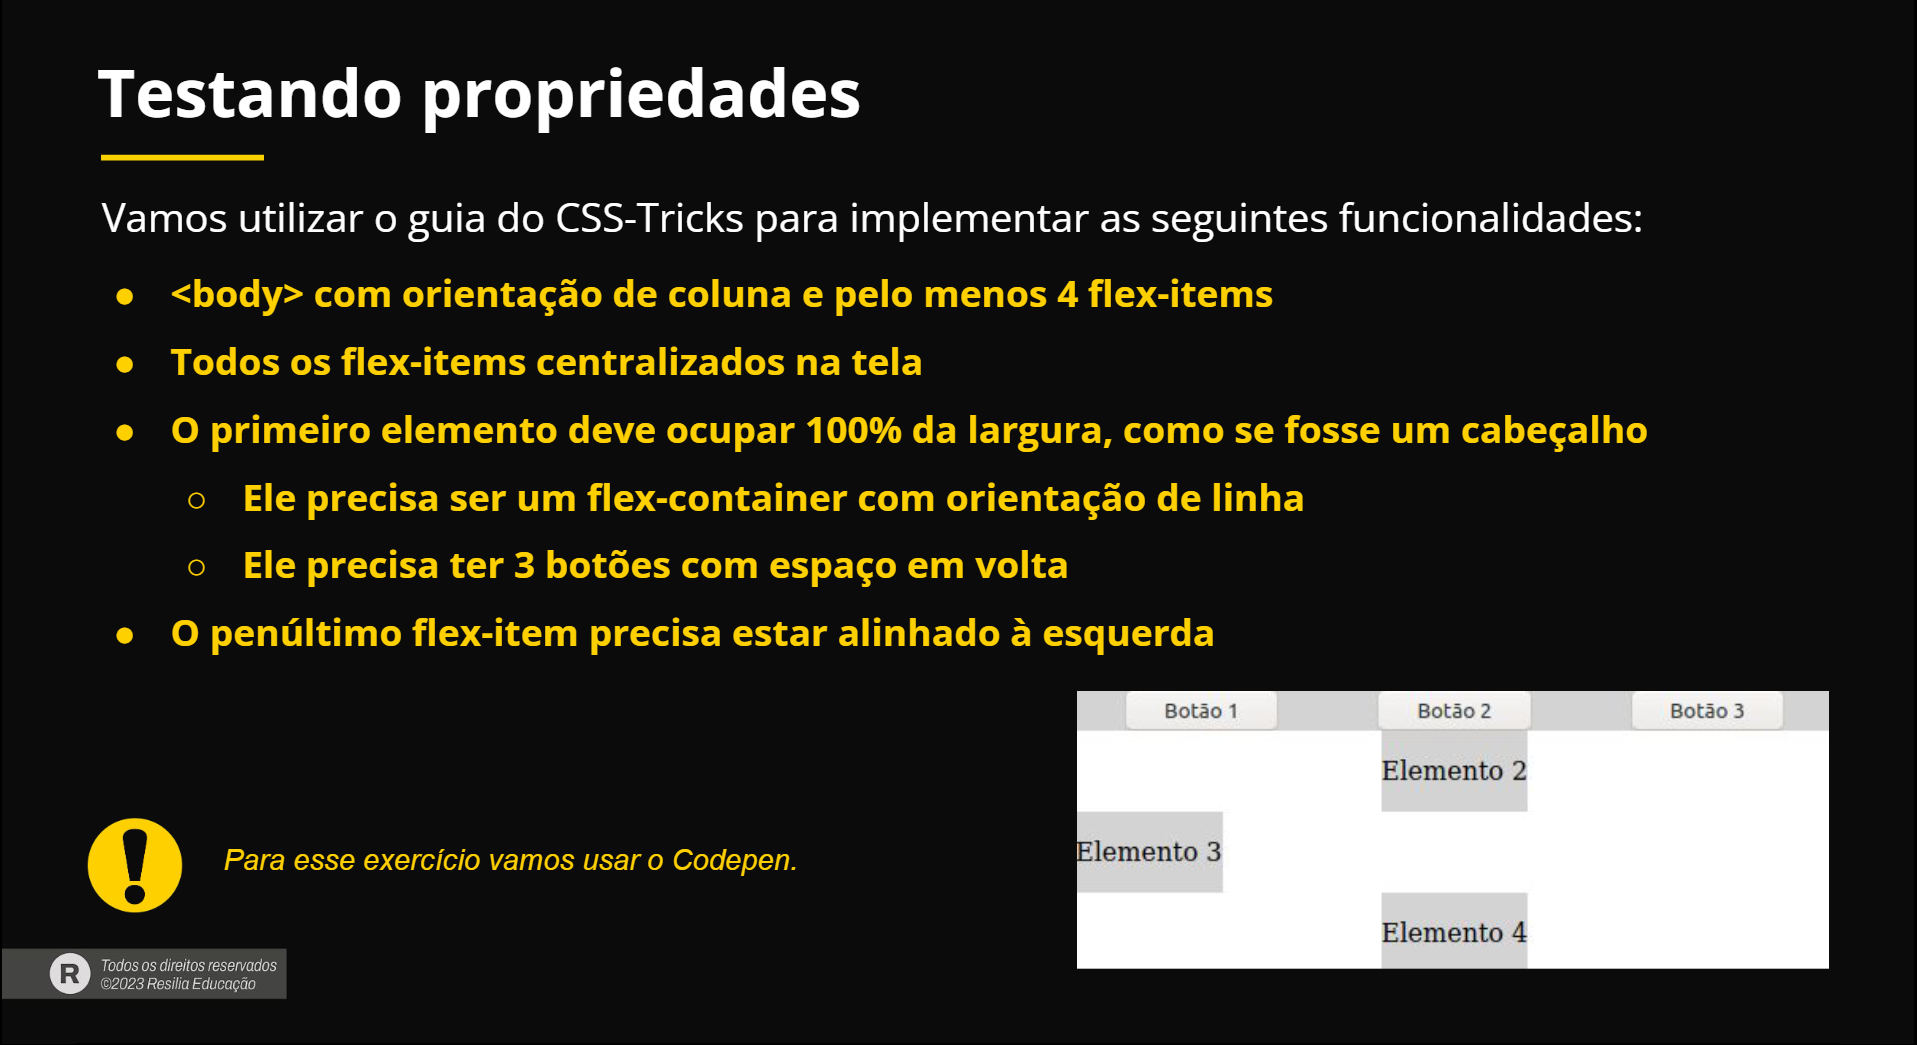 Testando propriedades
Vamos utilizar o guia do CSS-Tricks para implementar as seguintes funcionalidades:
● <body> com orientação de coluna e pelo menos 4 flex-items
● Todos os flex-items centralizados na tela
● O primeiro elemento deve ocupar 100% da largura, como se fosse um cabeçalho
○ Ele precisa ser um flex-container com orientação de linha
○ Ele precisa ter 3 botões com espaço em volta
● O penúltimo flex-item precisa estar alinhado à esquerda
Botão 1 Botão 2 Botão 3
Elemento 2
Elemento 3
Elemento 4
!
Para esse exercício vamos usar o Codepen.
R
Todos os direitos reservados
©2023 Resilia Educação